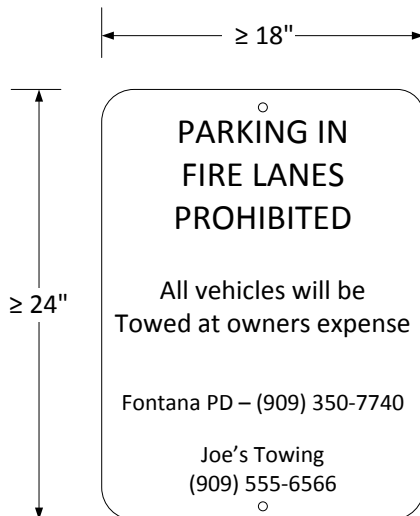 ≥ 18"
PARKING IN
FIRE LANES
PROHIBITED
≥ 24"
All vehicles will be
Towed at owners expense
Fontana PD – (909) 350-7740
Joe's Towing
(909) 555-6566